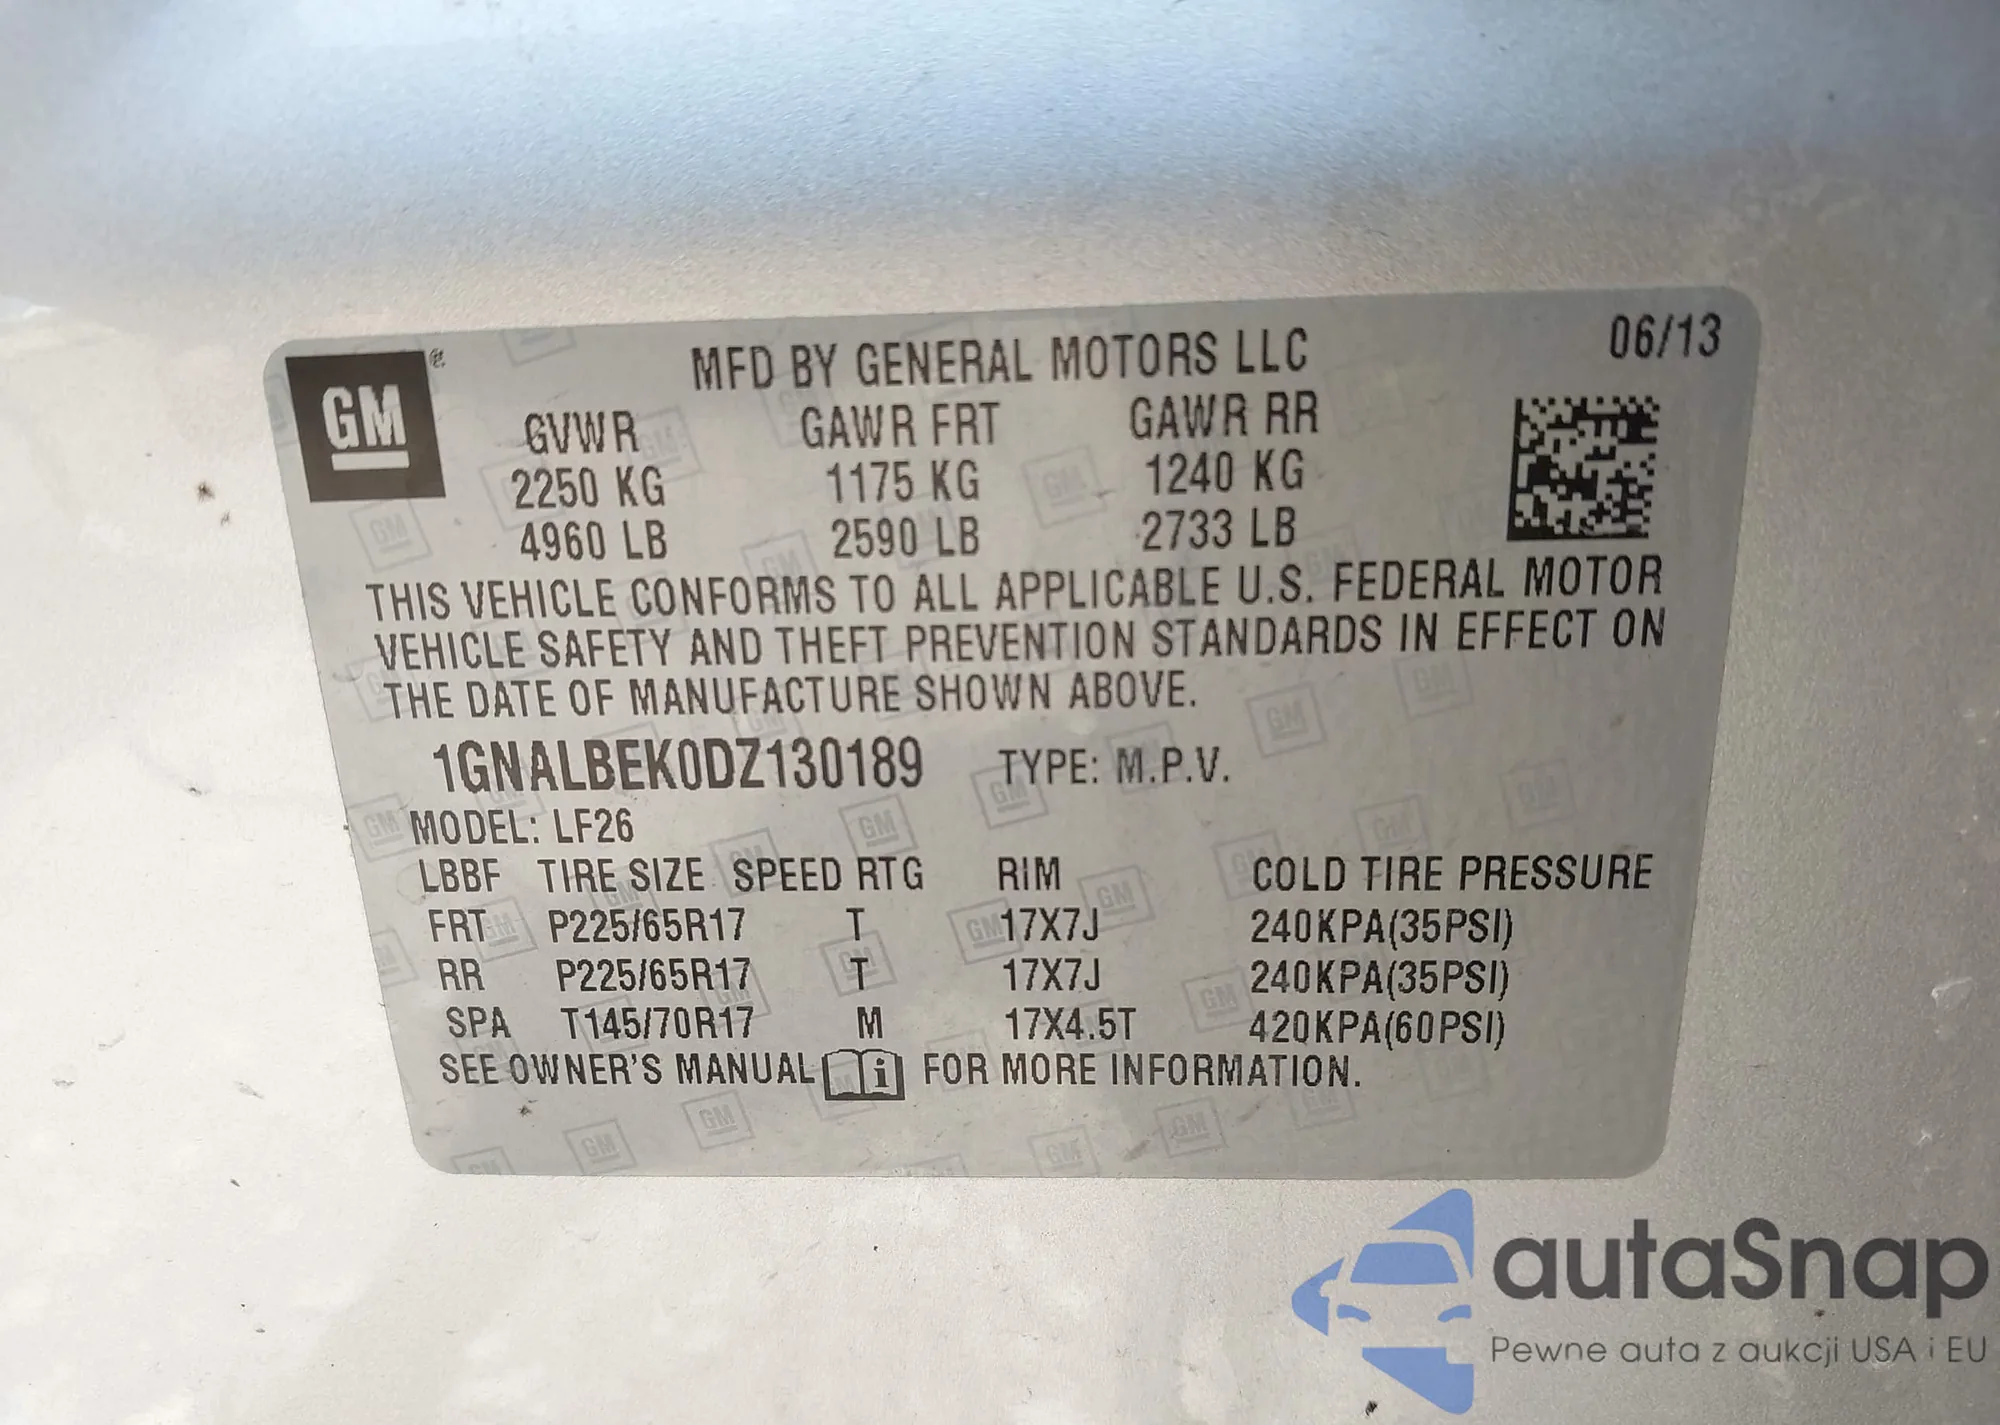 GM®
MFD BY GENERAL MOTORS LLC 06/13
GVWR GAWR FRT GAWR RR
2250 KG 1175 KG 1240 KG
4960 LB 2590 LB 2733 LB
THIS VEHICLE CONFORMS TO ALL APPLICABLE U.S. FEDERAL MOTOR
VEHICLE SAFETY AND THEFT PREVENTION STANDARDS IN EFFECT ON
THE DATE OF MANUFACTURE SHOWN ABOVE.
1GNALBEK0DZ130189 TYPE: M.P.V.
MODEL: LF26
LBBF TIRE SIZE SPEED RTG RIM COLD TIRE PRESSURE
FRT P225/65R17 T 17X7J 240KPA(35PSI)
RR P225/65R17 T 17X7J 240KPA(35PSI)
SPA T145/70R17 M 17X4.5T 420KPA(60PSI)
SEE OWNER'S MANUAL i FOR MORE INFORMATION.
autaSnap
Pewne auta z aukcji USA i EU